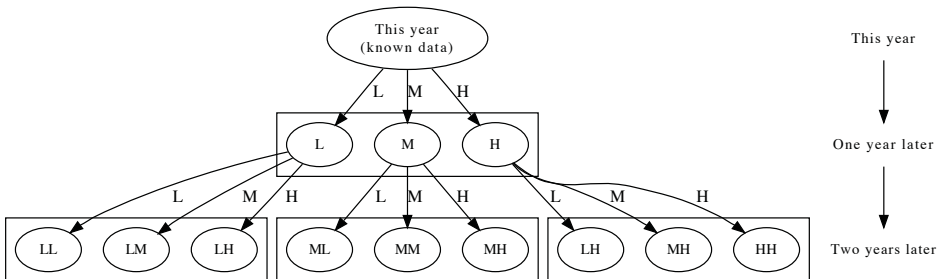 This year
(known data)
This year
L M H
L M H
One year later
L M H L M H L M H
LL LM LH ML MM MH LH MH HH
Two years later